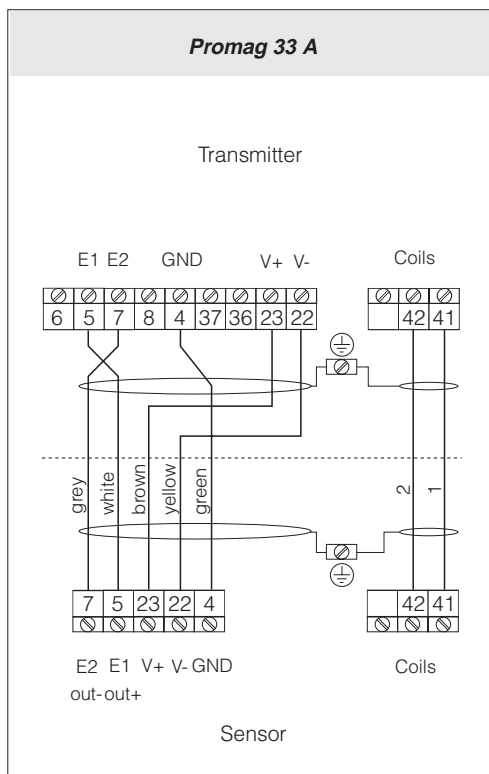 Promag 33 A
Transmitter
E1 E2 GND V+ V- Coils
6 5 7 8 4 37 36 23 22 42 41
grey white brown yellow green 2 1
7 5 23 22 4 42 41
E2 E1 V+ V- GND Coils
out- out+
Sensor